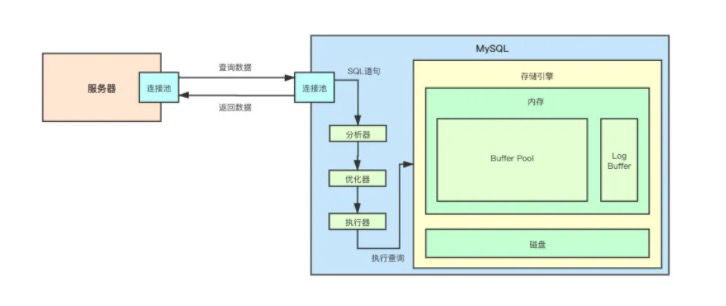 MySQL
查询数据
SQL语句
存储引擎
服务器
连接池
连接池
内存
返回数据
分析器
Buffer Pool
Log
Buffer
优化器
执行器
磁盘
执行查询